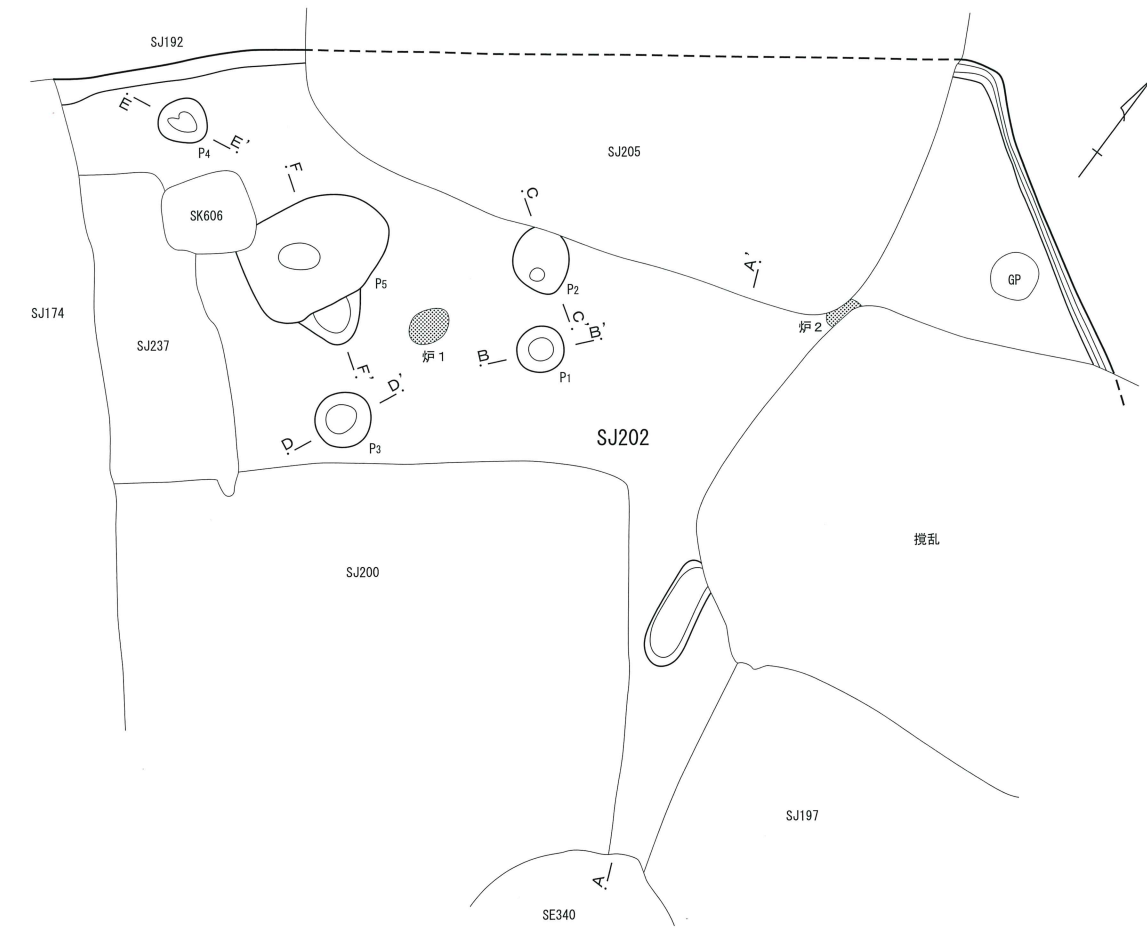 SJ192
E
E'
P4
SJ205
C
F
SK606
A'
GP
P2
P5
SJ174
炉2
C'
B'
SJ237
炉1
B
P1
F'
D'
D
P3
SJ202
SJ200
撹乱
SJ197
A
SE340